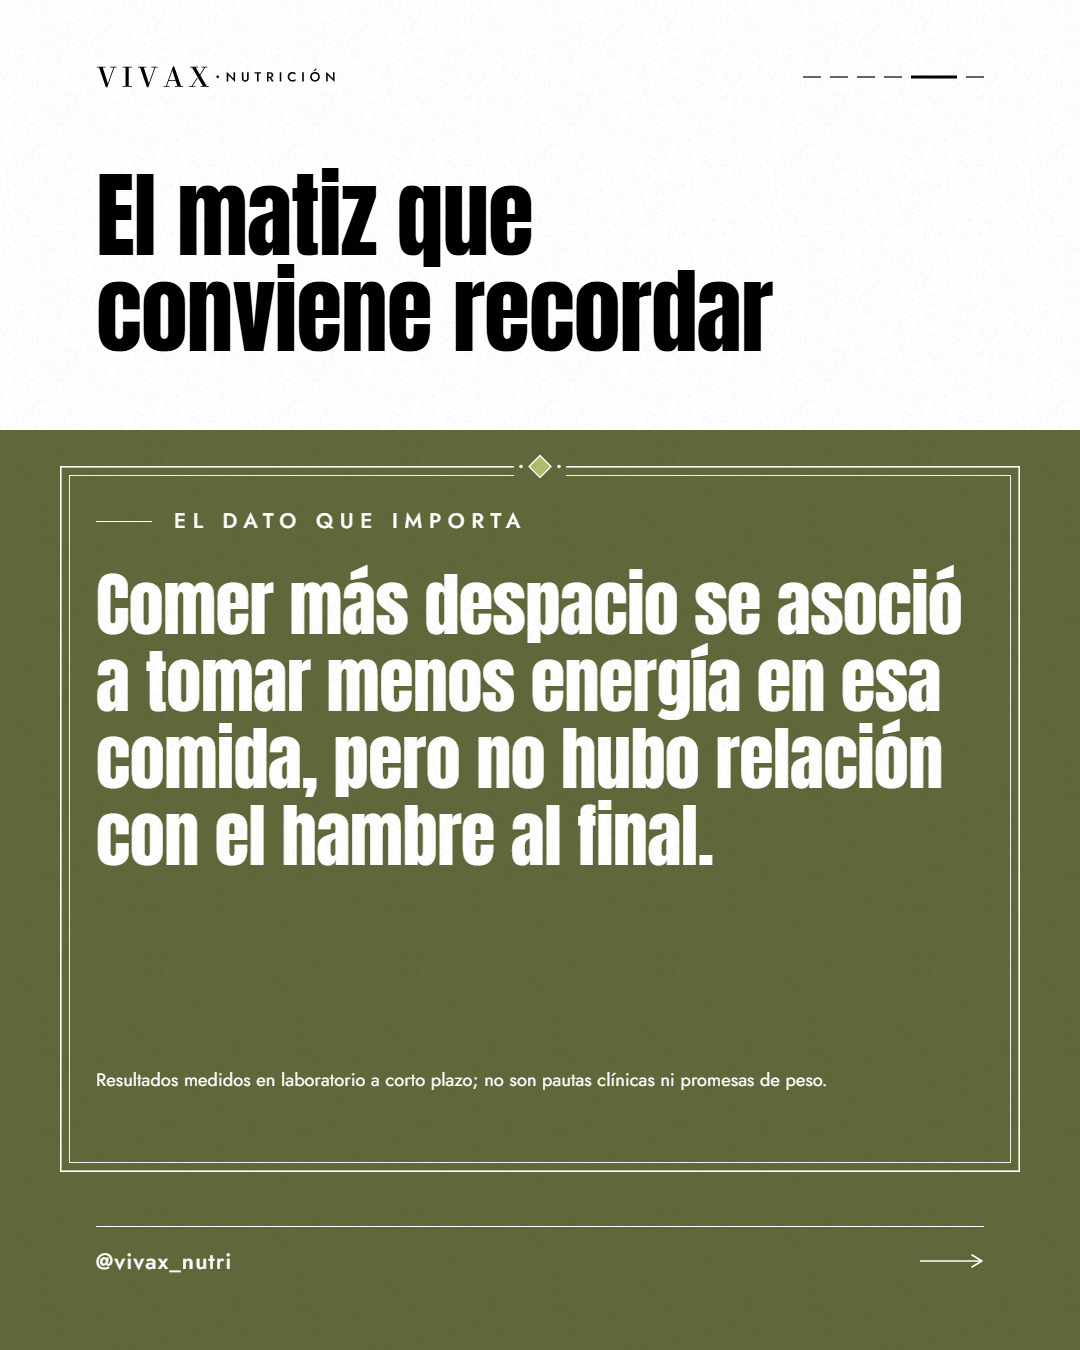 VIVAX·NUTRICIÓN
El matiz que
conviene recordar
EL DATO QUE IMPORTA
Comer más despacio se asoció
a tomar menos energía en esa
comida, pero no hubo relación
con el hambre al final.
Resultados medidos en laboratorio a corto plazo; no son pautas clínicas ni promesas de peso.
@vivax_nutri